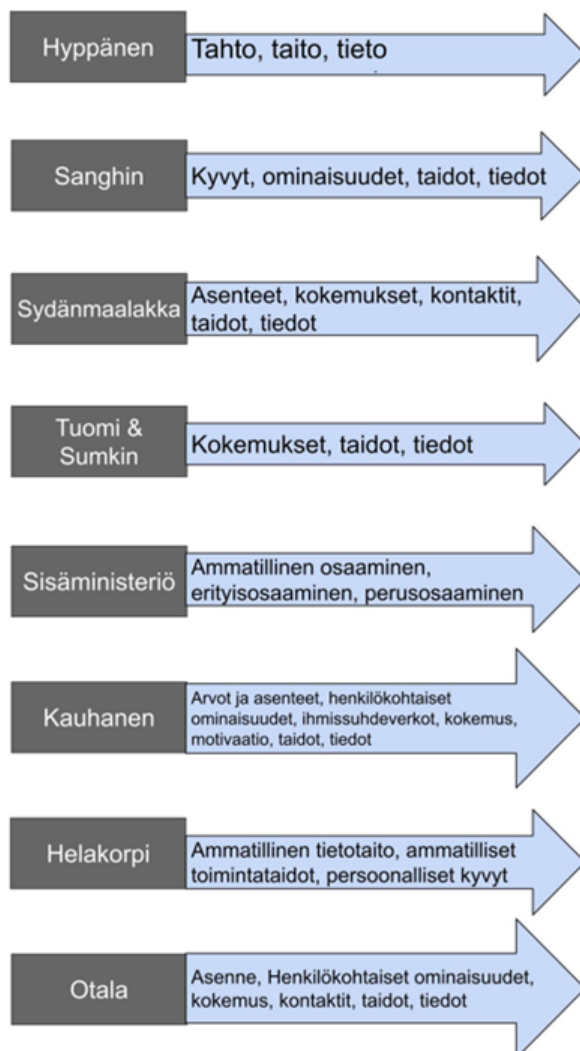 Hyppänen
Tahto, taito, tieto
Sanghin
Kyvyt, ominaisuudet, taidot, tiedot
Sydänmaalakka
Asenteet, kokemukset, kontaktit,
taidot, tiedot
Tuomi &
Sumkin
Kokemukset, taidot, tiedot
Sisäministeriö
Ammatillinen osaaminen,
erityisosaaminen, perusosaaminen
Kauhanen
Arvot ja asenteet, henkilökohtaiset
ominaisuudet, ihmissuhdeverkot, kokemus,
motivaatio, taidot, tiedot
Helakorpi
Ammatillinen tietotaito, ammatilliset
toimintataidot, persoonalliset kyvyt
Otala
Asenne, Henkilökohtaiset ominaisuudet,
kokemus, kontaktit, taidot, tiedot